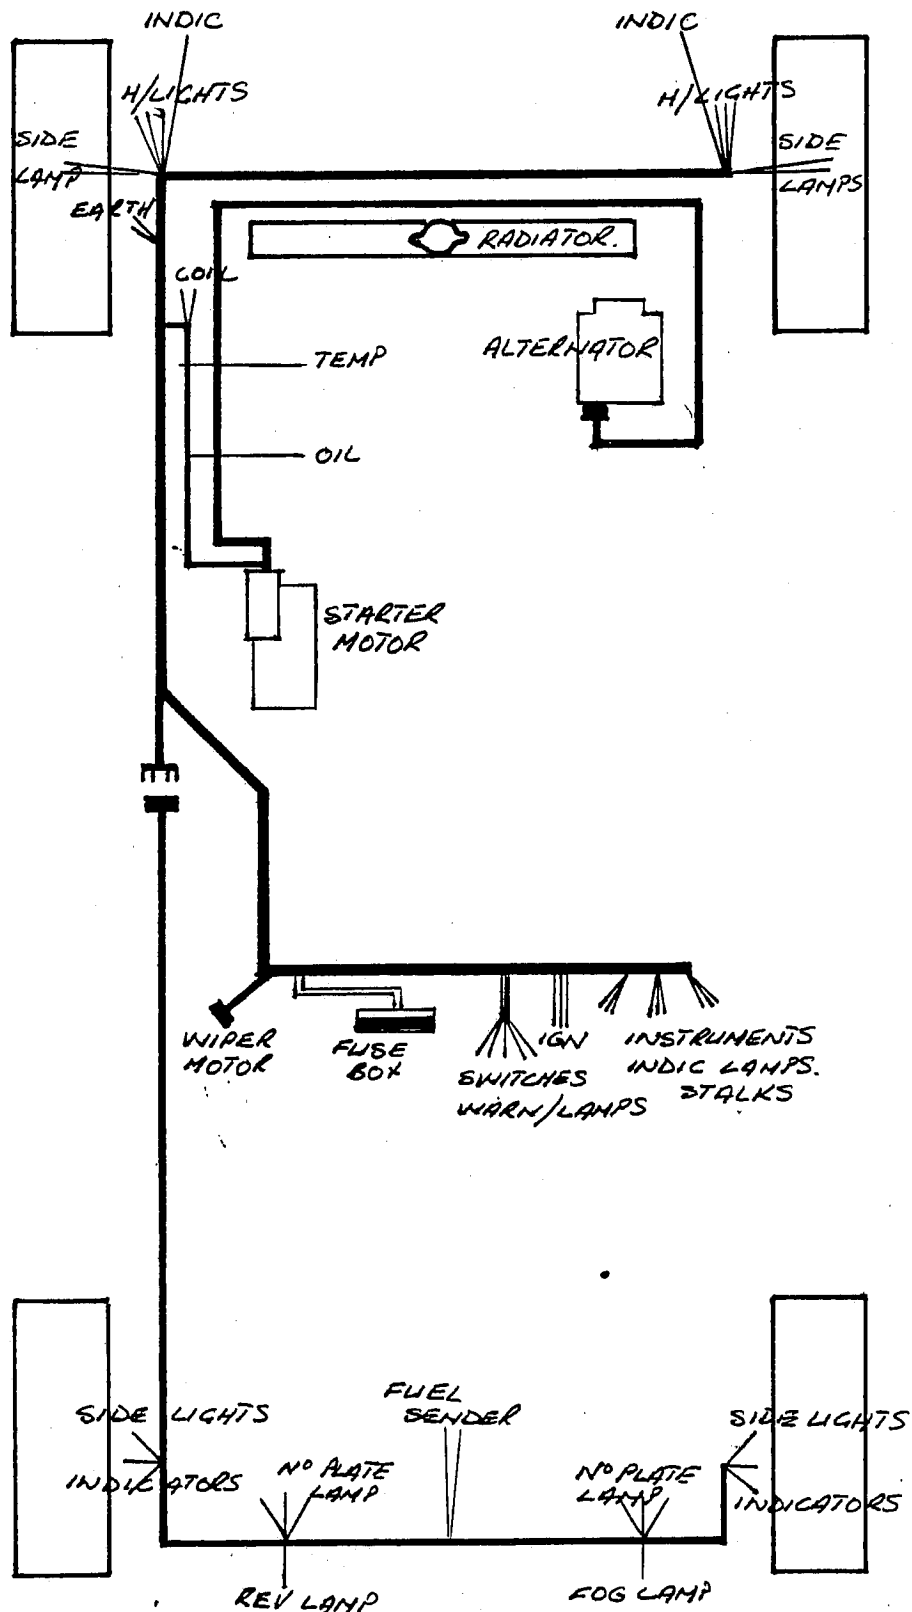 INDIC
INDIC
H/LIGHTS
H/LIGHTS
SIDE
LAMP
SIDE
LAMPS
EARTH
RADIATOR.
COIL
TEMP
ALTERNATOR
OIL
STARTER
MOTOR
WIPER
MOTOR
FUSE
BOX
SWITCHES
WARN/LAMPS
IGN
INSTRUMENTS
INDIC LAMPS.
STALKS
SIDE LIGHTS
INDICATORS
Nº PLATE
LAMP
FUEL
SENDER
Nº PLATE
LAMP
SIDE LIGHTS
INDICATORS
REV LAMP
FOG LAMP